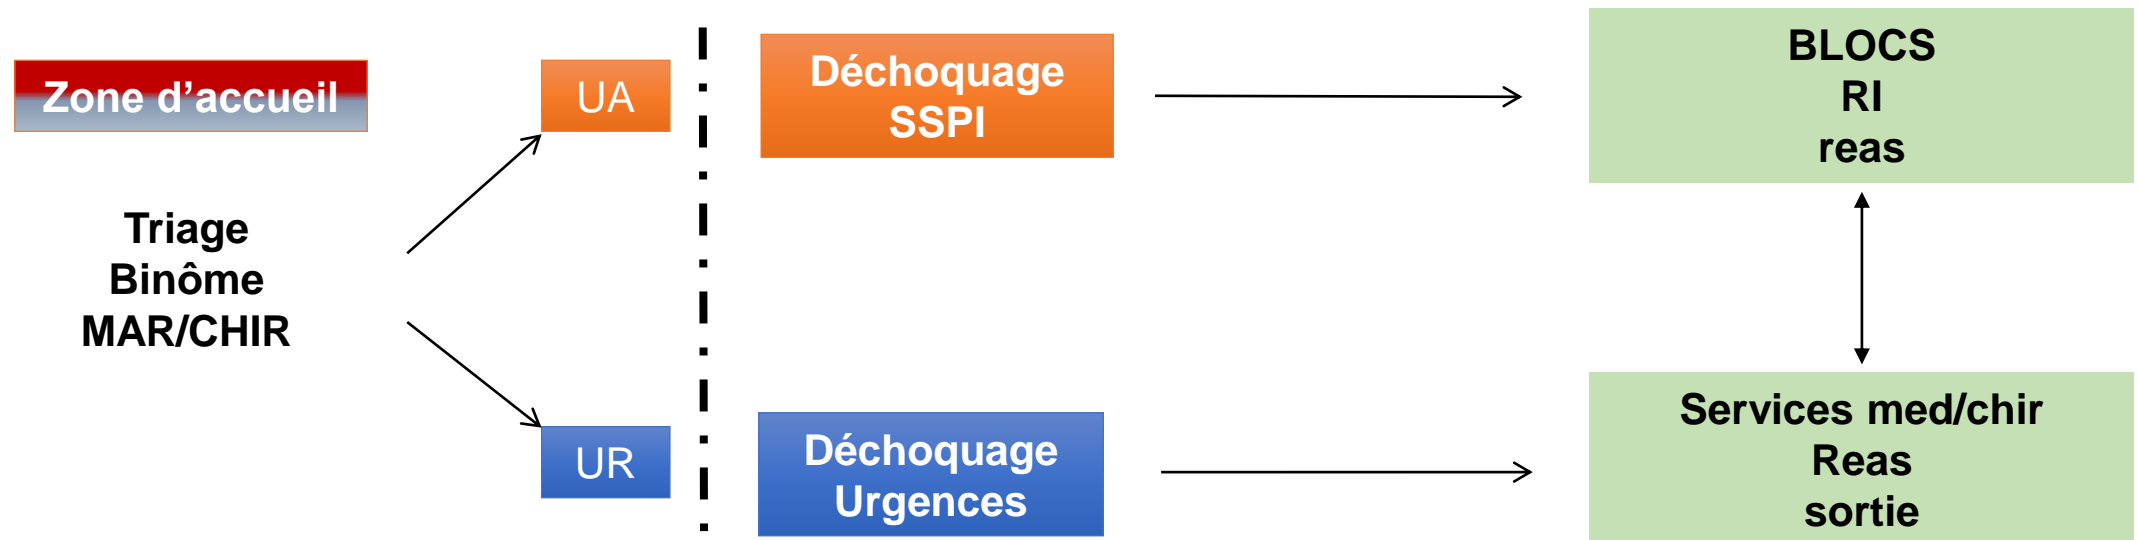 Zone d’accueil
Triage
Binôme
MAR/CHIR
UA
UR
Déchoquage
SSPI
Déchoquage
Urgences
BLOCS
RI
reas
Services med/chir
Reas
sortie